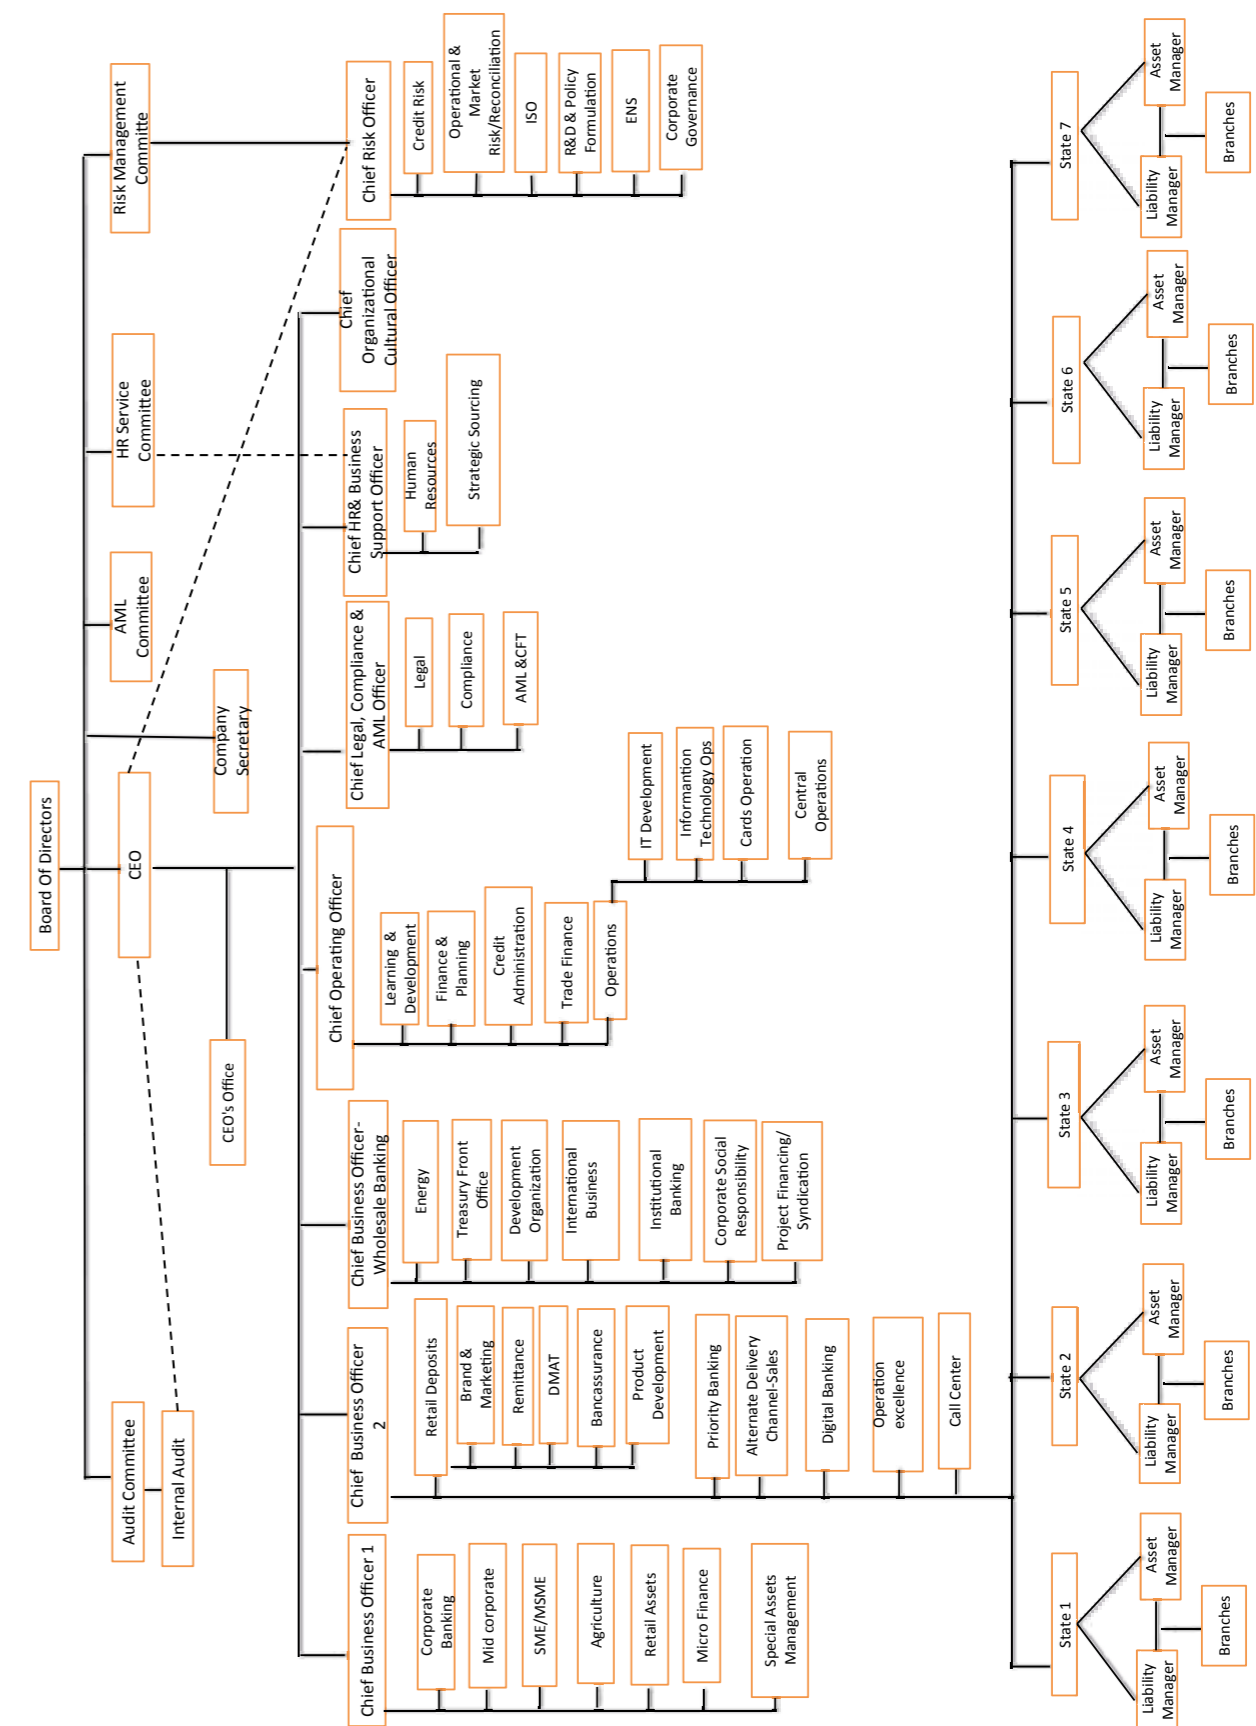 Board Of Directors
Audit Committee
Internal Audit
CEO
AML
Committee
HR Service
Committee
Risk Management
Committe
CEO's Office
Company
Secretary
Chief Business Officer 1
Corporate
Banking
Mid corporate
SME/MSME
Agriculture
Retail Assets
Micro Finance
Special Assets
Management
Chief Business Officer
2
Retail Deposits
Brand &
Marketing
Remittance
DMAT
Bancassurance
Product
Development
Priority Banking
Alternate Delivery
Channel-Sales
Digital Banking
Operation
excellence
Call Center
Chief Business Officer-
Wholesale Banking
Energy
Treasury Front
Office
Development
Organization
International
Business
Institutional
Banking
Corporate Social
Responsibility
Project Financing/
Syndication
Chief Operating Officer
Learning &
Development
Finance &
Planning
Credit
Administration
Trade Finance
Operations
IT Development
Information
Technology Ops
Cards Operation
Central
Operations
Chief Legal, Compliance &
AML Officer
Legal
Compliance
AML &CFT
Chief HR& Business
Support Officer
Human
Resources
Strategic Sourcing
Chief
Organizational
Cultural Officer
Chief Risk Officer
Credit Risk
Operational &
Market
Risk/Reconciliation
ISO
R&D & Policy
Formulation
ENS
Corporate
Governance
State 1
Liability
Manager
Asset
Manager
Branches
State 2
Liability
Manager
Asset
Manager
Branches
State 3
Liability
Manager
Asset
Manager
Branches
State 4
Liability
Manager
Asset
Manager
Branches
State 5
Liability
Manager
Asset
Manager
Branches
State 6
Liability
Manager
Asset
Manager
Branches
State 7
Liability
Manager
Asset
Manager
Branches